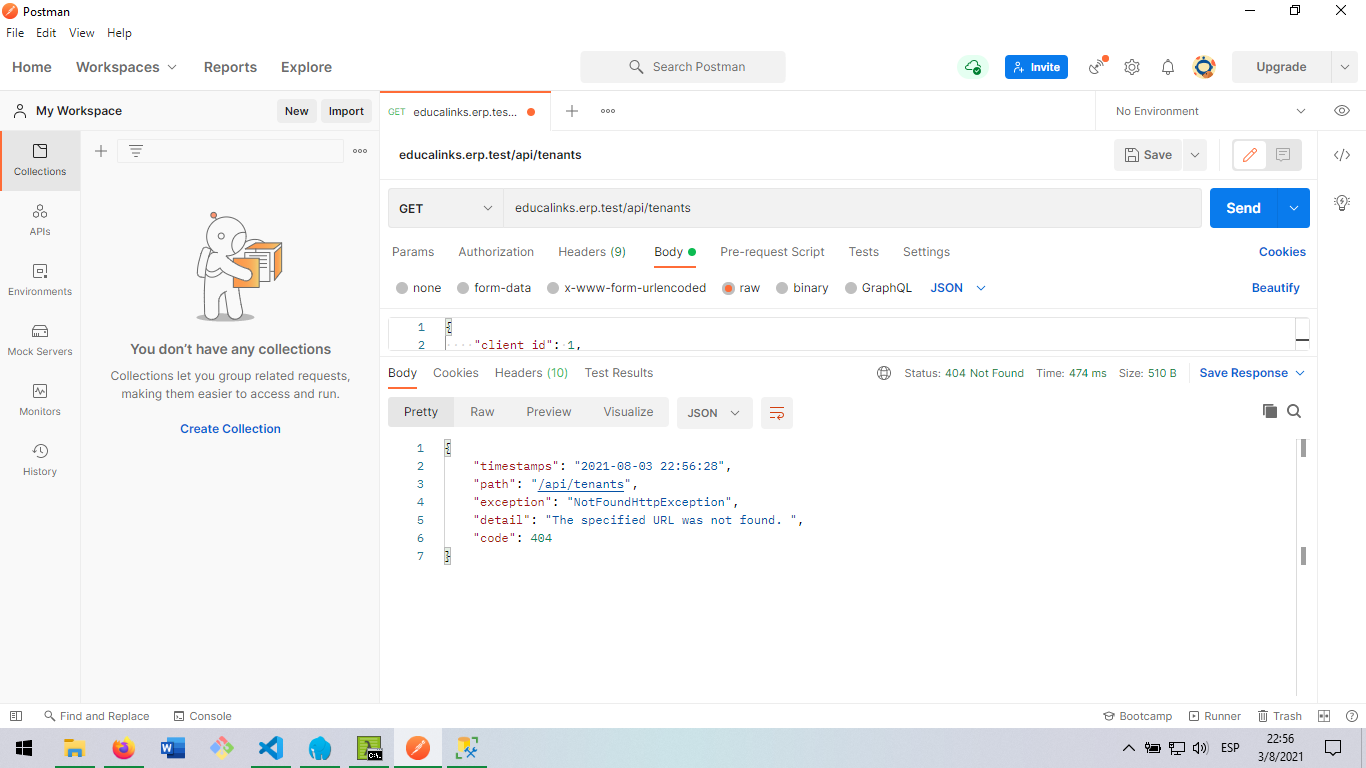 Postman
File Edit View Help
Home Workspaces Reports Explore Search Postman Invite Upgrade
My Workspace New Import GET educalinks.erp.tes... No Environment
Collections
APIs
Environments
Mock Servers
Monitors
History
You don't have any collections
Collections let you group related requests,
making them easier to access and run.
Create Collection
educalinks.erp.test/api/tenants Save
GET educalinks.erp.test/api/tenants Send
Params Authorization Headers (9) Body Pre-request Script Tests Settings Cookies
none form-data x-www-form-urlencoded raw binary GraphQL JSON Beautify
1 {
2 "client_id": 1,
Body Cookies Headers (10) Test Results Status: 404 Not Found Time: 474 ms Size: 510 B Save Response
Pretty Raw Preview Visualize JSON
1 {
2 "timestamps": "2021-08-03 22:56:28",
3 "path": "/api/tenants",
4 "exception": "NotFoundHttpException",
5 "detail": "The specified URL was not found. ",
6 "code": 404
7 }
Find and Replace Console Bootcamp Runner Trash
ESP 22:56
3/8/2021